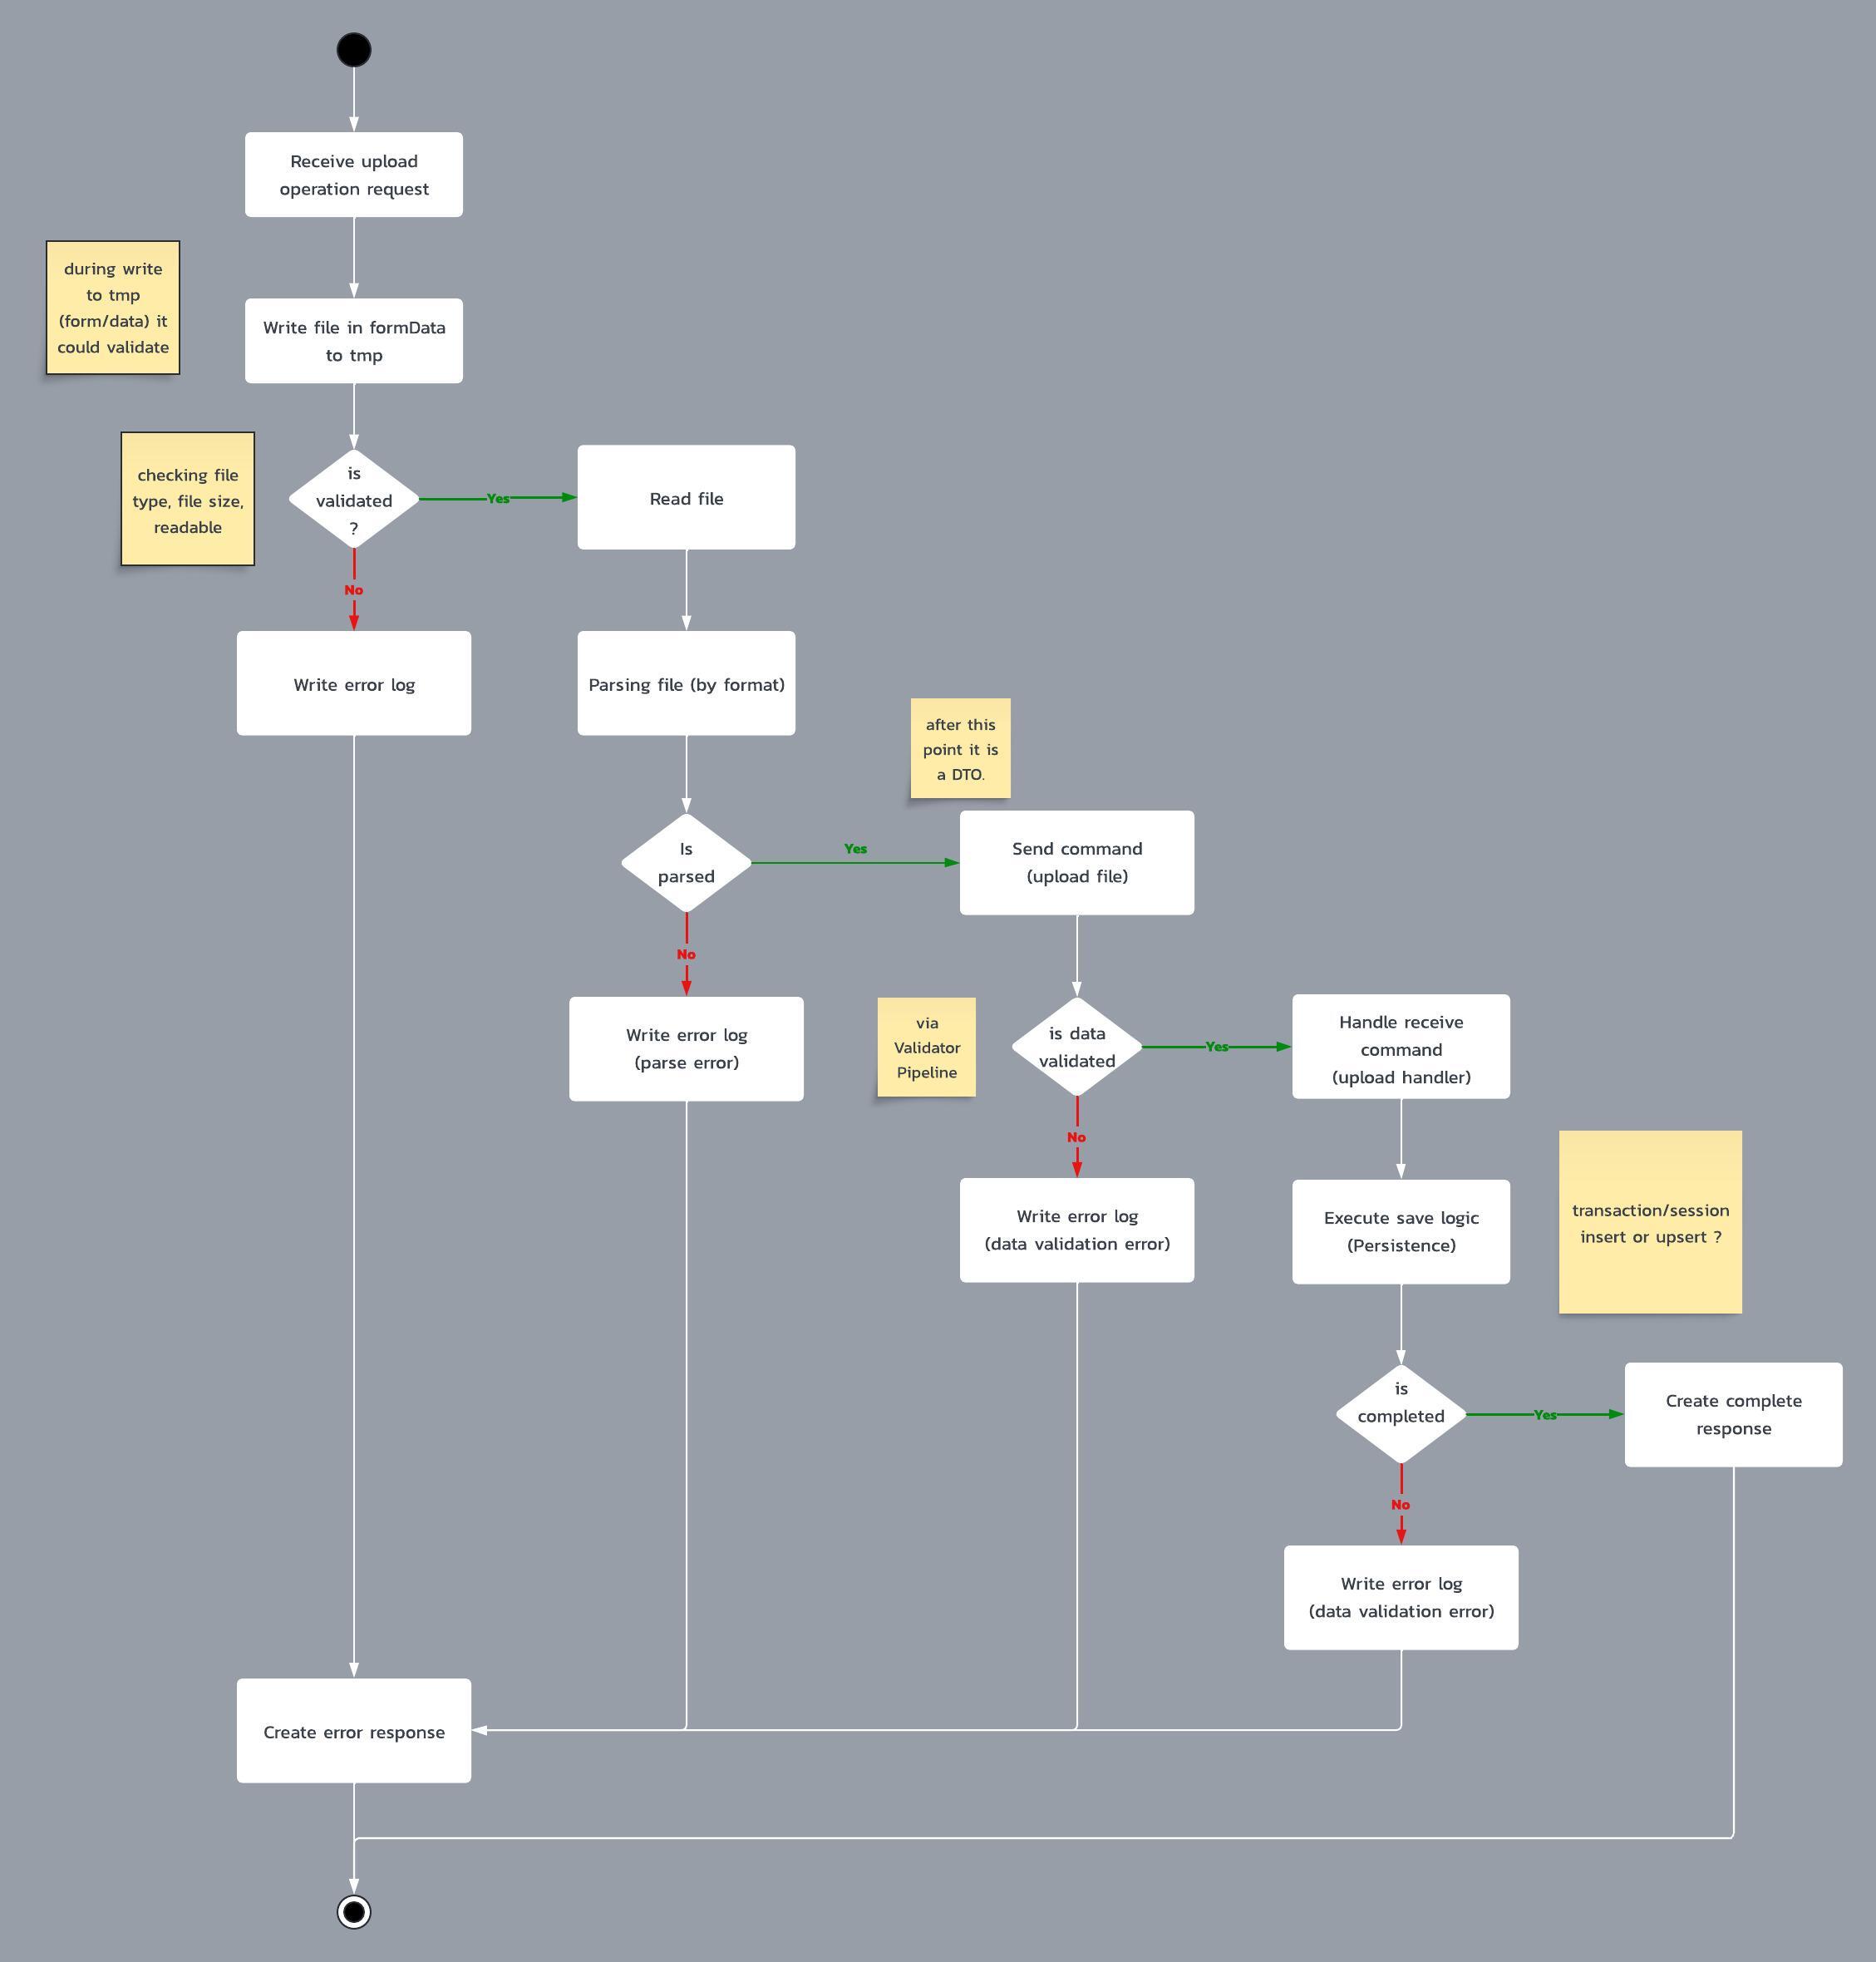 Receive upload
operation request
during write
to tmp
(form/data) it
could validate
Write file in formData
to tmp
checking file
type, file size,
readable
is
validated
?
Yes
Read file
No
Write error log
Parsing file (by format)
after this
point it is
a DTO.
Is
parsed
Yes
Send command
(upload file)
No
Write error log
(parse error)
via
Validator
Pipeline
is data
validated
Yes
Handle receive
command
(upload handler)
No
Write error log
(data validation error)
Execute save logic
(Persistence)
transaction/session
insert or upsert ?
is
completed
Yes
Create complete
response
No
Write error log
(data validation error)
Create error response